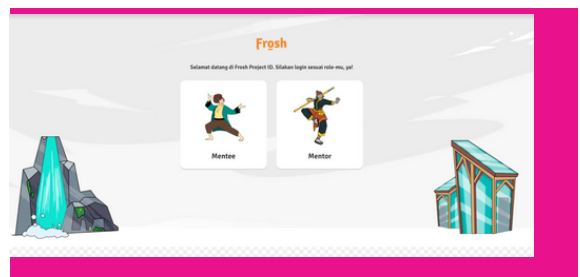 Frosh
Selamat datang di Frosh Project ID. Silakan login sesuai role-mu, ya!
Mentee
Mentor